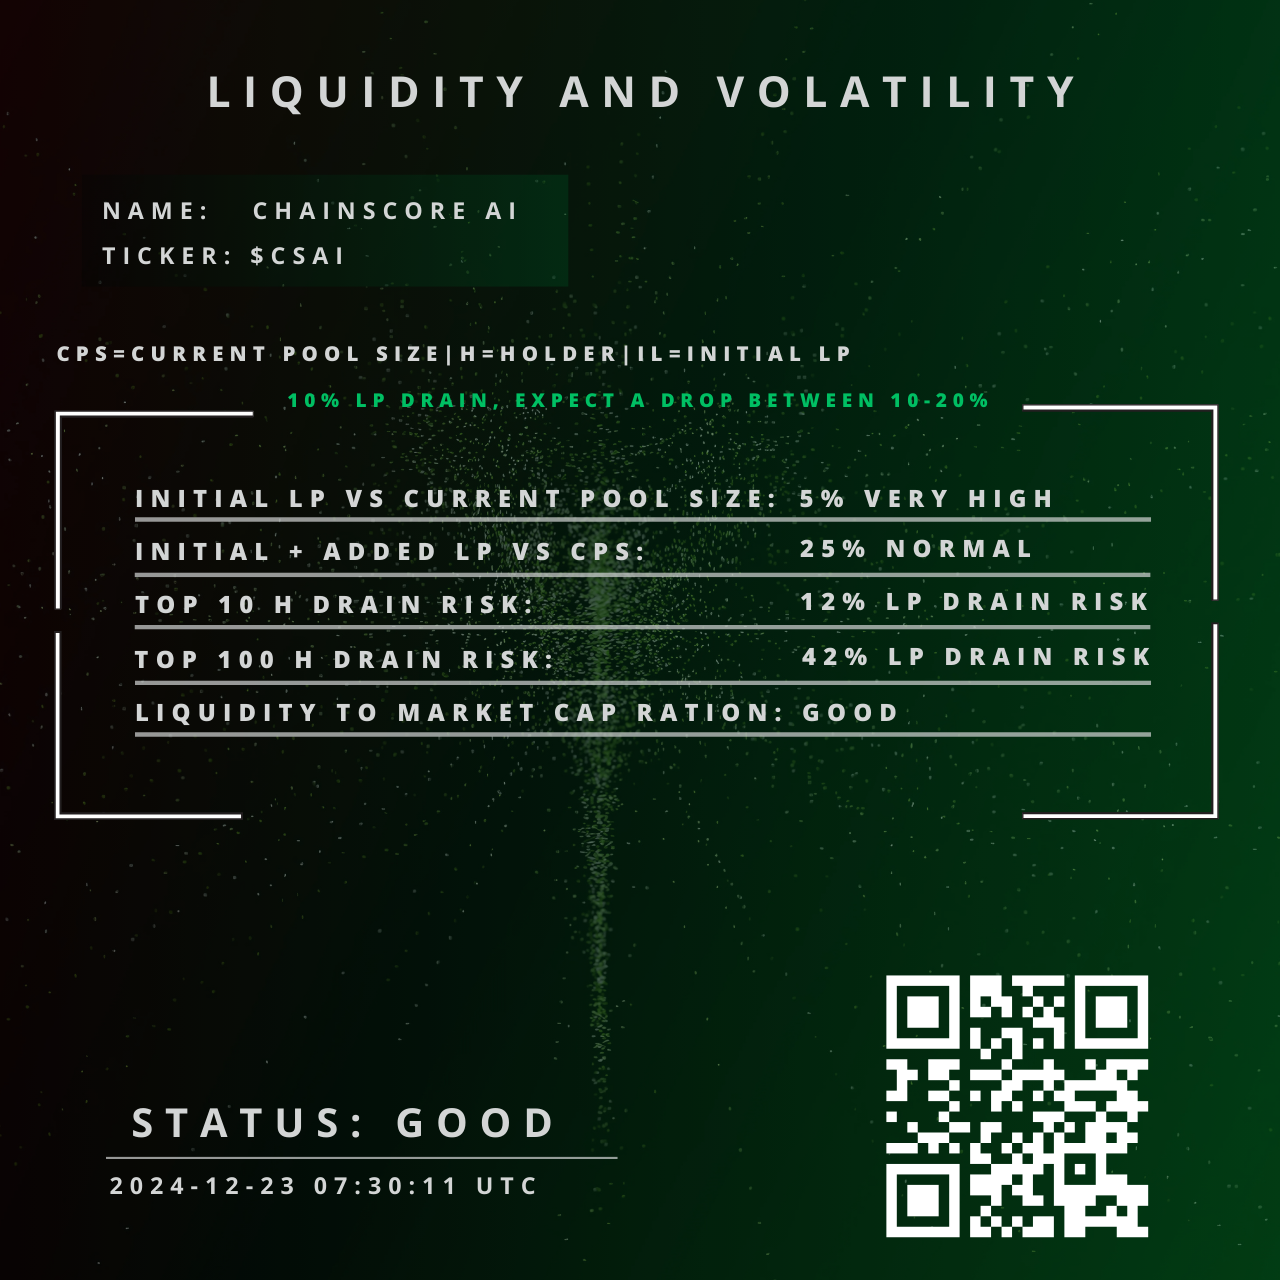 LIQUIDITY AND VOLATILITY
NAME: CHAINSCORE AI
TICKER: $CSAI
CPS=CURRENT POOL SIZE|H=HOLDER|IL=INITIAL LP
10% LP DRAIN, EXPECT A DROP BETWEEN 10-20%
INITIAL LP VS CURRENT POOL SIZE: 5% VERY HIGH
INITIAL + ADDED LP VS CPS: 25% NORMAL
TOP 10 H DRAIN RISK: 12% LP DRAIN RISK
TOP 100 H DRAIN RISK: 42% LP DRAIN RISK
LIQUIDITY TO MARKET CAP RATION: GOOD
STATUS: GOOD
2024-12-23 07:30:11 UTC